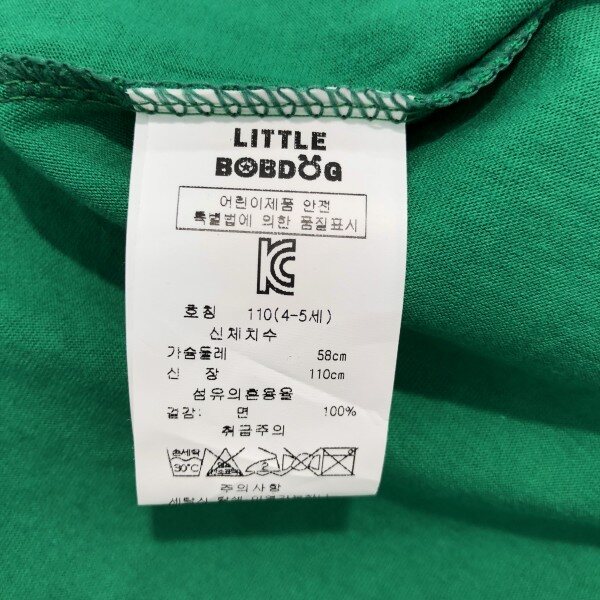 LITTLE
BOBDOG
어린이제품 안전
특별법에 의한 품질표시
KC
호칭 110(4-5세)
신체치수
가슴둘레 58cm
신 장 110cm
섬유의혼용율
겉감: 면 100%
취급주의
손세탁
30℃
주의사항